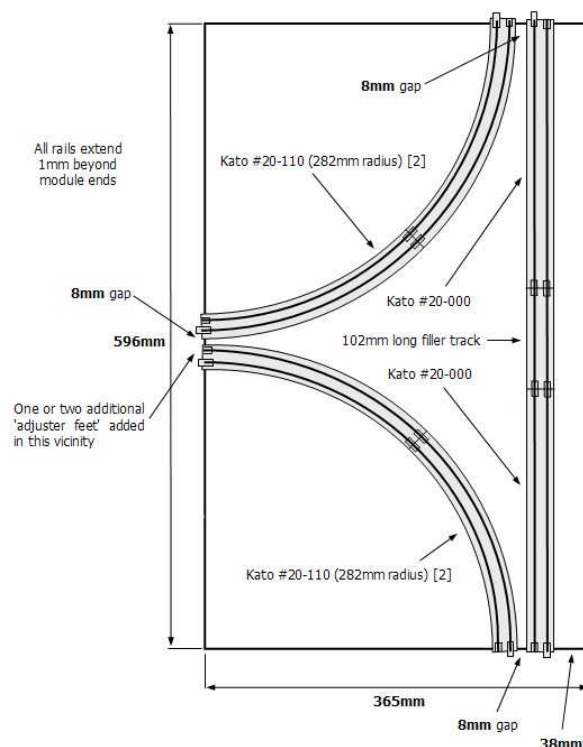 8mm gap
All rails extend
1mm beyond
module ends
Kato #20-110 (282mm radius) [2]
8mm gap
Kato #20-000
596mm
102mm long filler track
Kato #20-000
One or two additional
'adjuster feet' added
in this vicinity
Kato #20-110 (282mm radius) [2]
365mm
8mm gap
38mm